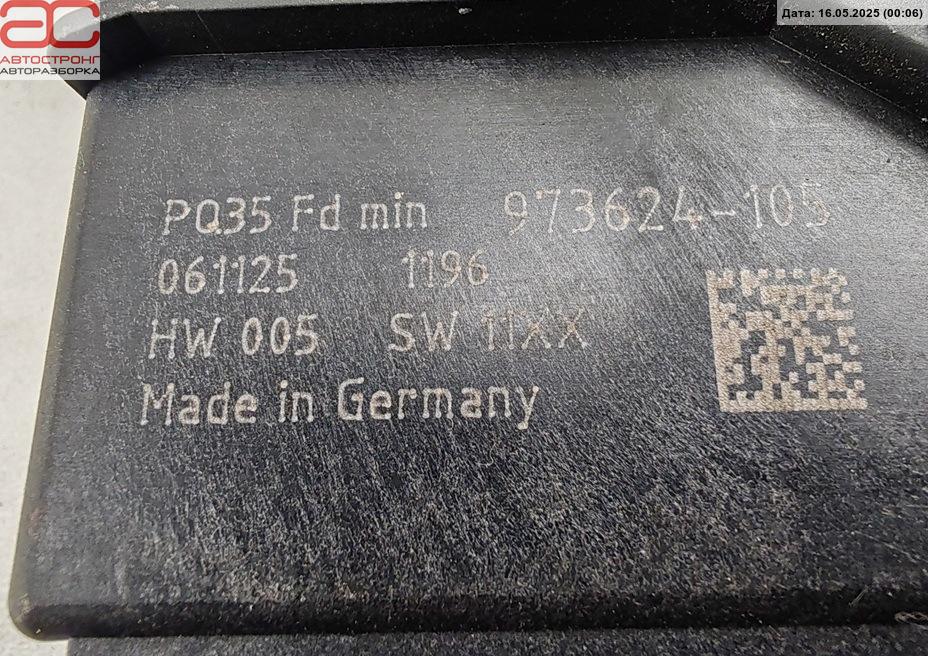 Дата: 16.05.2025 (00:06)
АС
АВТОСТРОНГ
АВТОРАЗБОРКА
PQ35 Fd min 973624-105
061125 1196
HW 005 SW 11XX
Made in Germany